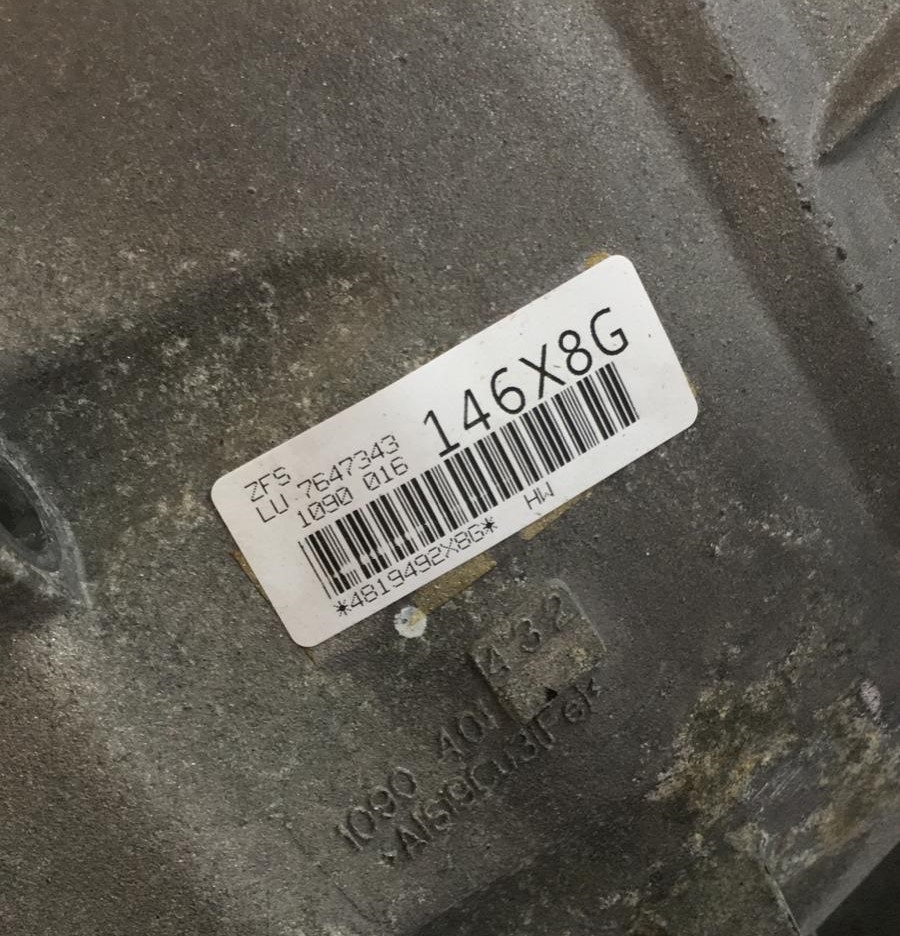 146X8G
ZFS
LU 7647343
1090 016
*4819492X8G*
HW
432
1090 401
>AlSi9Cu3(Fe)<